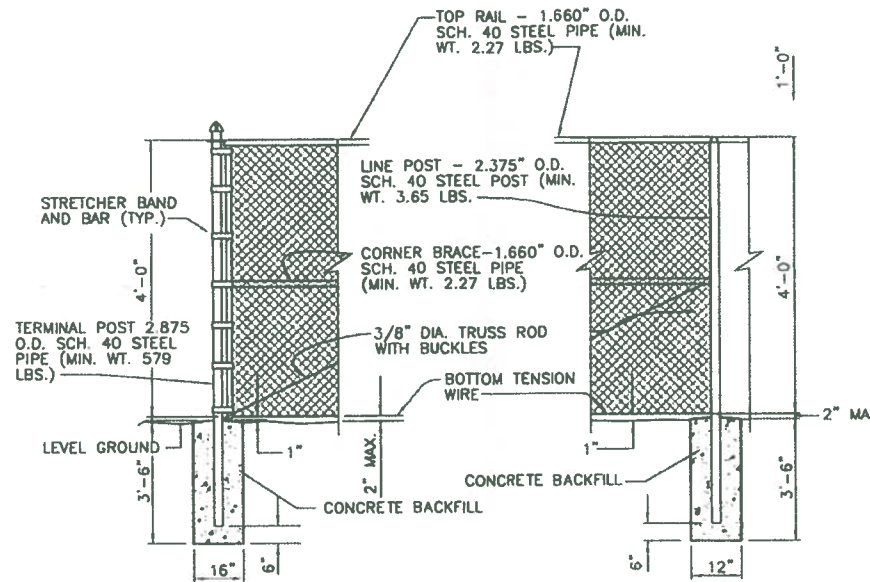 TOP RAIL - 1.660" O.D.
SCH. 40 STEEL PIPE (MIN.
WT. 2.27 LBS.)
1'-0"
LINE POST - 2.375" O.D.
SCH. 40 STEEL POST (MIN.
WT. 3.65 LBS.
STRETCHER BAND
AND BAR (TYP.)
4'-0"
CORNER BRACE-1.660" O.D.
SCH. 40 STEEL PIPE
(MIN. WT. 2.27 LBS.)
4'-0"
TERMINAL POST 2.875
O.D. SCH. 40 STEEL
PIPE (MIN. WT. 579
LBS.)
3/8" DIA. TRUSS ROD
WITH BUCKLES
BOTTOM TENSION
WIRE
2" MA
LEVEL GROUND
1"
2" MAX.
1"
3'-6"
CONCRETE BACKFILL
CONCRETE BACKFILL
3'-6"
16"
6"
6"
12"